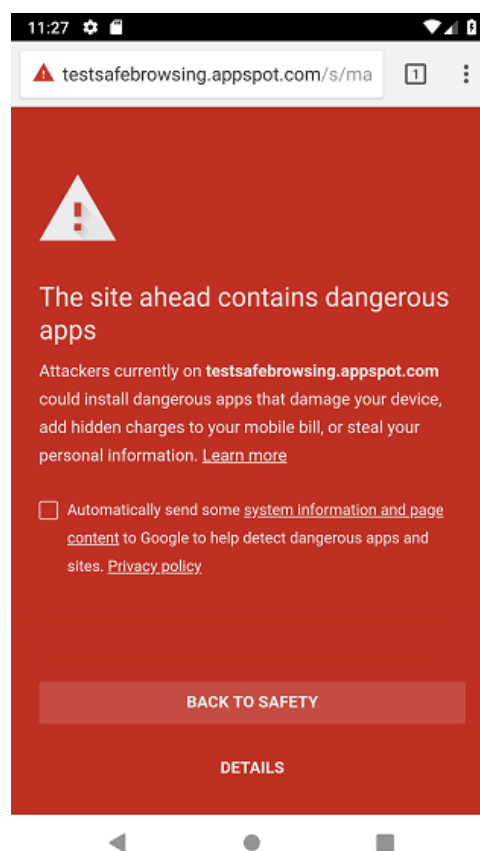 11:27
testsafebrowsing.appspot.com/s/ma
1
The site ahead contains dangerous
apps
Attackers currently on testsafebrowsing.appspot.com
could install dangerous apps that damage your device,
add hidden charges to your mobile bill, or steal your
personal information. Learn more
Automatically send some system information and page
content to Google to help detect dangerous apps and
sites. Privacy policy
BACK TO SAFETY
DETAILS